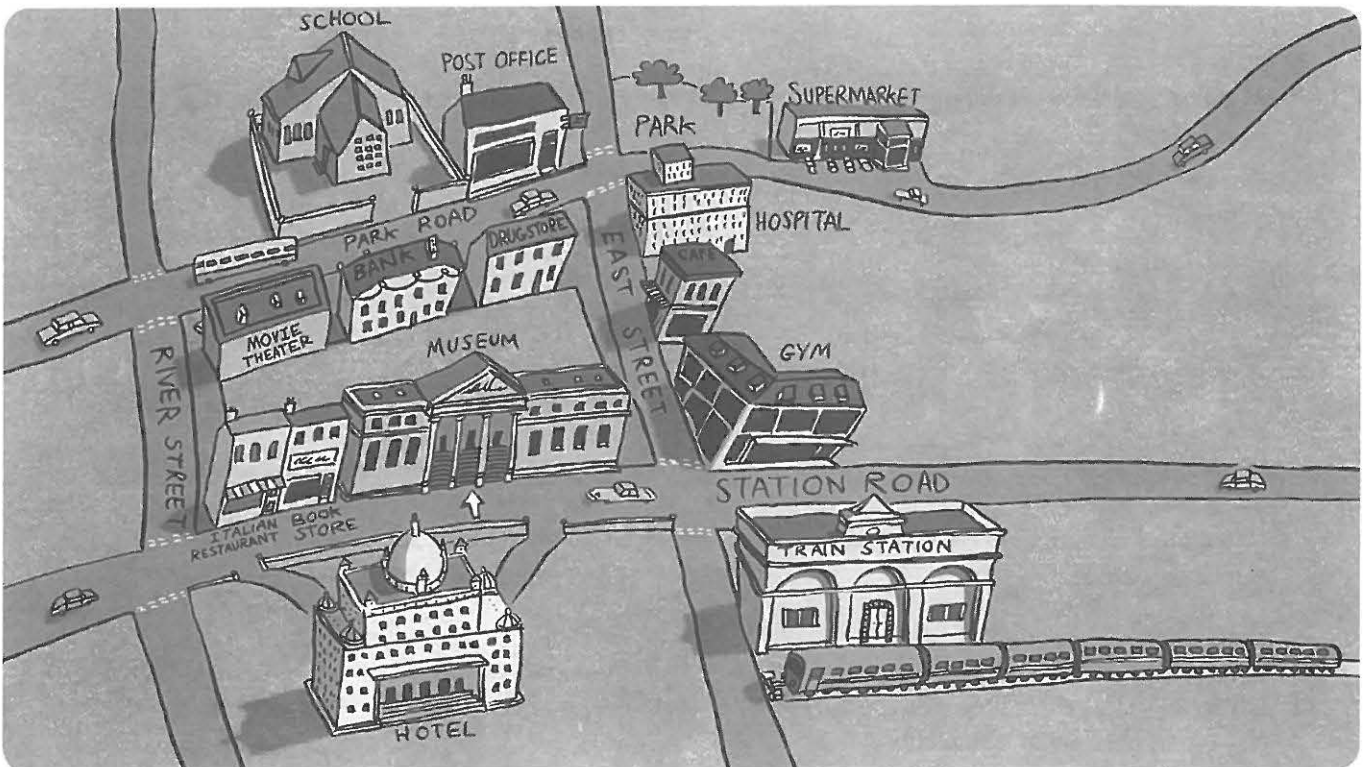 SCHOOL
POST OFFICE
SUPERMARKET
PARK
HOSPITAL
PARK ROAD
DRUGSTORE
BANK
CAFE
EAST STREET
MOVIE
THEATER
MUSEUM
GYM
RIVER STREET
STATION ROAD
ITALIAN
RESTAURANT
BOOK
STORE
TRAIN STATION
HOTEL